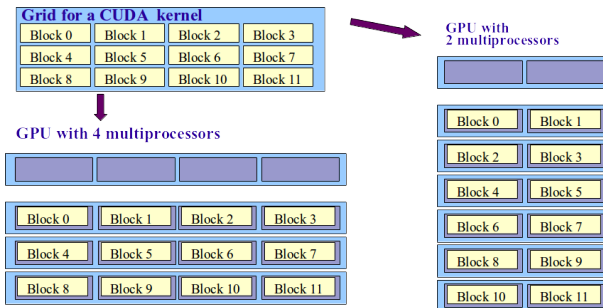 Grid for a CUDA kernel
Block 0 Block 1 Block 2 Block 3
Block 4 Block 5 Block 6 Block 7
Block 8 Block 9 Block 10 Block 11
GPU with 4 multiprocessors
Block 0 Block 1 Block 2 Block 3
Block 4 Block 5 Block 6 Block 7
Block 8 Block 9 Block 10 Block 11
GPU with
2 multiprocessors
Block 0 Block 1
Block 2 Block 3
Block 4 Block 5
Block 6 Block 7
Block 8 Block 9
Block 10 Block 11